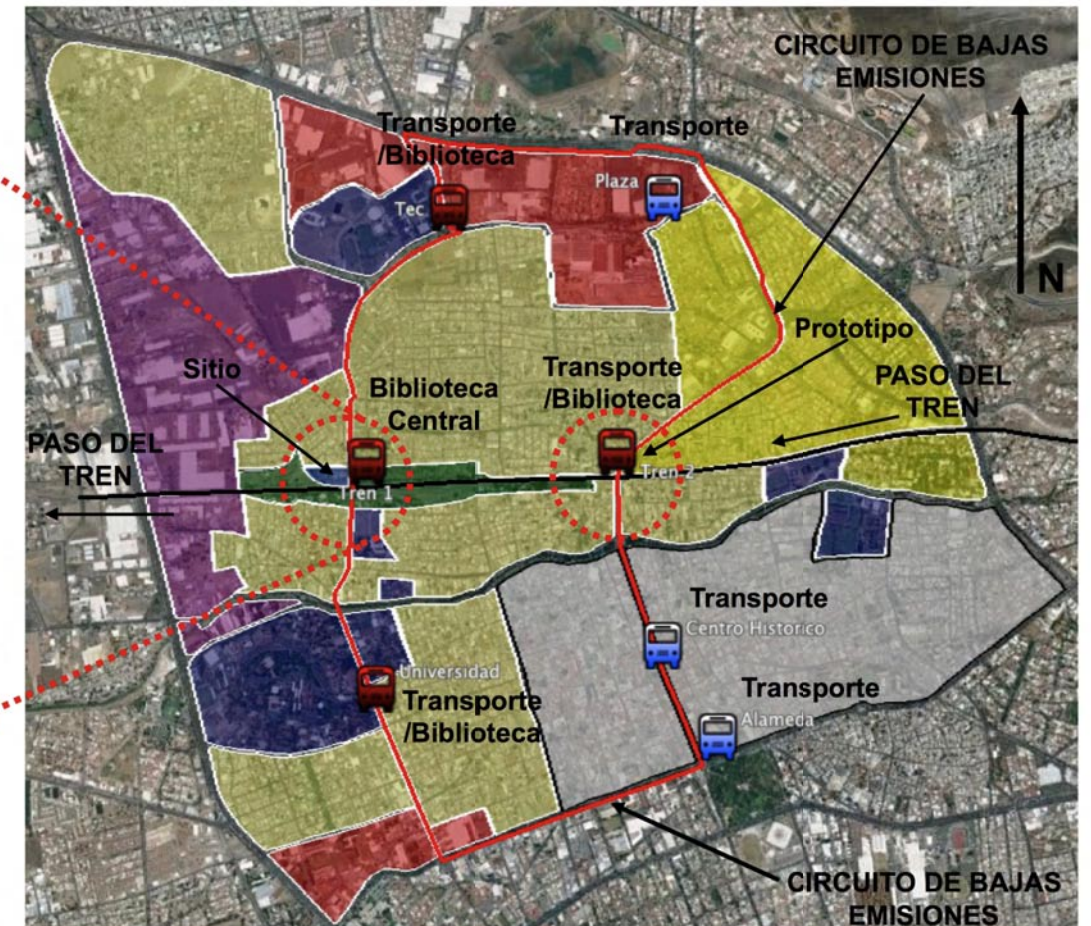 CIRCUITO DE BAJAS
EMISIONES
Transporte
/Biblioteca
Transporte
Plaza
Tec
N
Prototipo
Sitio
Transporte
/Biblioteca
Biblioteca
Central
PASO DEL
TREN
PASO DEL
TREN
Tren 1
Tren 2
Transporte
Centro Historico
Universidad
Transporte
/Biblioteca
Transporte
Alameda
CIRCUITO DE BAJAS
EMISIONES